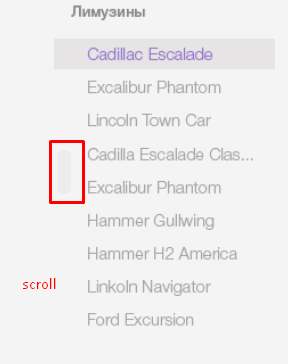 Лимузины
Cadillac Escalade
Excalibur Phantom
Lincoln Town Car
Cadilla Escalade Clas...
Excalibur Phantom
Hammer Gullwing
Hammer H2 America
scroll
Linkoln Navigator
Ford Excursion